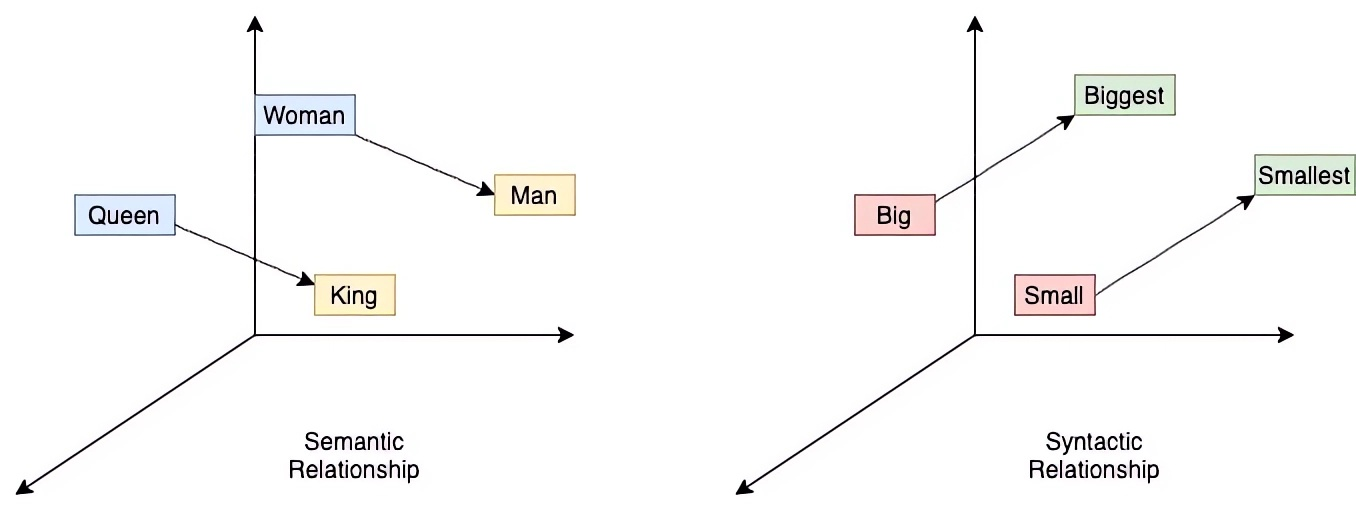 Woman
Man
Queen
King
Semantic
Relationship
Biggest
Smallest
Big
Small
Syntactic
Relationship